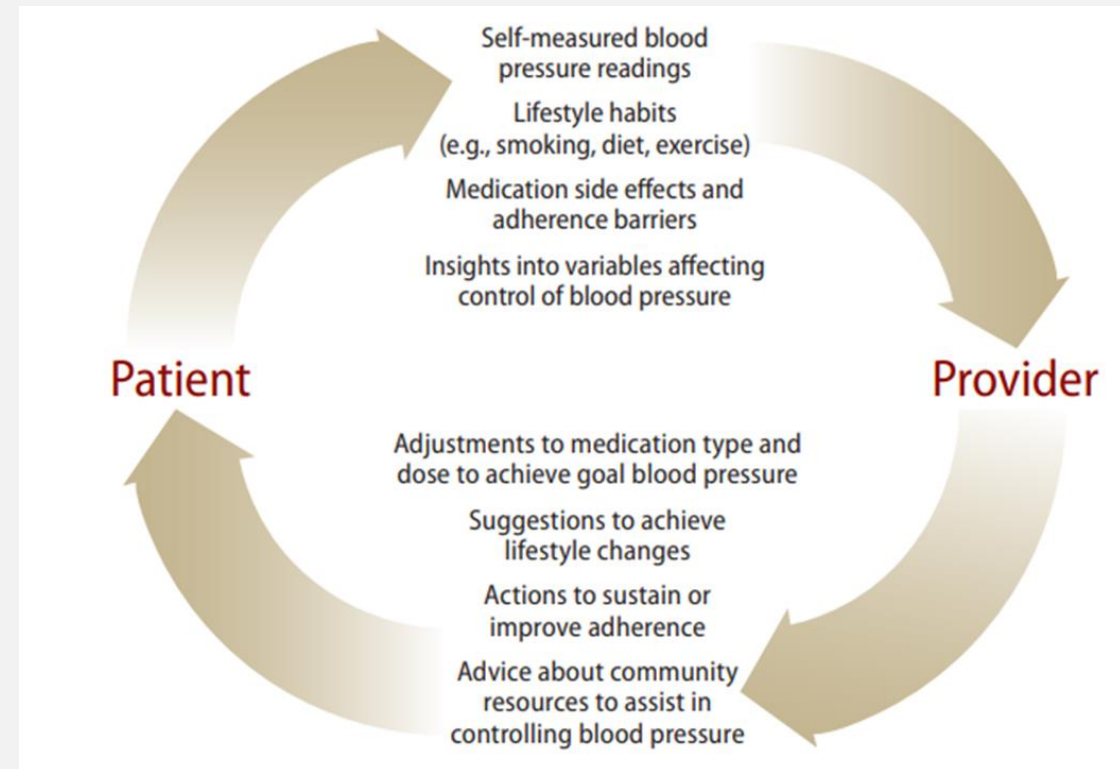 Self-measured blood
pressure readings
Lifestyle habits
(e.g., smoking, diet, exercise)
Medication side effects and
adherence barriers
Insights into variables affecting
control of blood pressure
Patient
Provider
Adjustments to medication type and
dose to achieve goal blood pressure
Suggestions to achieve
lifestyle changes
Actions to sustain or
improve adherence
Advice about community
resources to assist in
controlling blood pressure